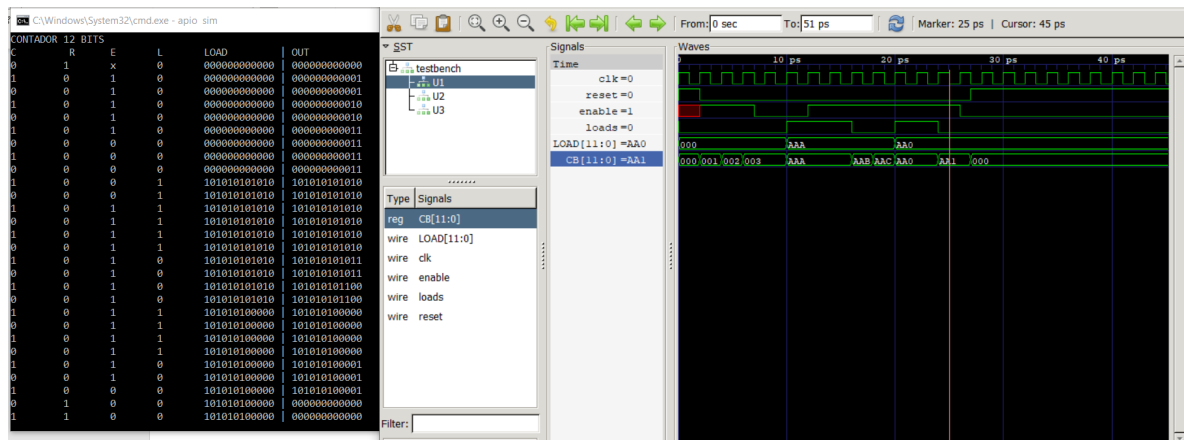 C:\Windows\System32\cmd.exe - apio sim
CONTADOR 12 BITS
C R E L LOAD | OUT
0 1 x 0 000000000000 | 000000000000
1 0 1 0 000000000000 | 000000000001
0 0 1 0 000000000000 | 000000000001
1 0 1 0 000000000000 | 000000000010
0 0 1 0 000000000000 | 000000000010
1 0 1 0 000000000000 | 000000000011
0 0 0 0 000000000000 | 000000000011
1 0 0 0 000000000000 | 000000000011
0 0 0 0 000000000000 | 000000000011
1 0 0 1 101010101010 | 101010101010
0 0 0 1 101010101010 | 101010101010
1 0 1 1 101010101010 | 101010101010
0 0 1 1 101010101010 | 101010101010
1 0 1 1 101010101010 | 101010101010
0 0 1 0 101010101010 | 101010101010
1 0 1 0 101010101010 | 101010101011
0 0 1 0 101010101010 | 101010101011
1 0 1 0 101010101010 | 101010101100
0 0 1 0 101010101010 | 101010101100
1 0 1 1 101010100000 | 101010100000
0 0 1 1 101010100000 | 101010100000
1 0 1 1 101010100000 | 101010100000
0 0 1 1 101010100000 | 101010100000
1 0 1 0 101010100000 | 101010100001
0 0 1 0 101010100000 | 101010100001
1 0 0 0 101010100000 | 101010100001
0 1 0 0 101010100000 | 000000000000
1 1 0 0 101010100000 | 000000000000
From: 0 sec To: 51 ps Marker: 25 ps | Cursor: 45 ps
SST
testbench
U1
U2
U3
Type Signals
reg CB[11:0]
wire LOAD[11:0]
wire clk
wire enable
wire loads
wire reset
Filter:
Signals
Time
clk=0
reset=0
enable=1
loads=0
LOAD[11:0]=AA0
CB[11:0]=AA1
Waves
0 10 ps 20 ps 30 ps 40 ps
000 AAA AA0
000 001 002 003 AAA AAB AAC AA0 AA1 000